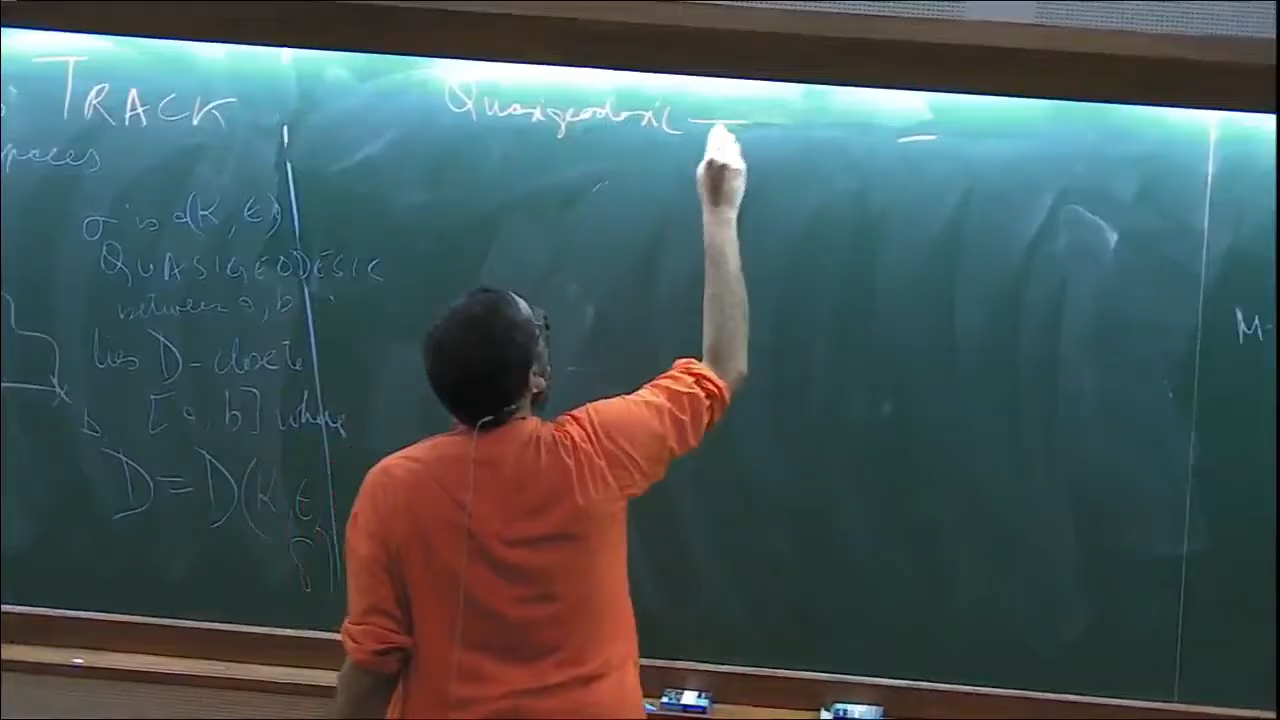 TRACK
spaces
σ is a (K, ϵ)
QUASIGEODESIC
between a, b
lies D-close to
b [a, b] where
D = D(K, ϵ
δ)
Quasigeodesic —
M-